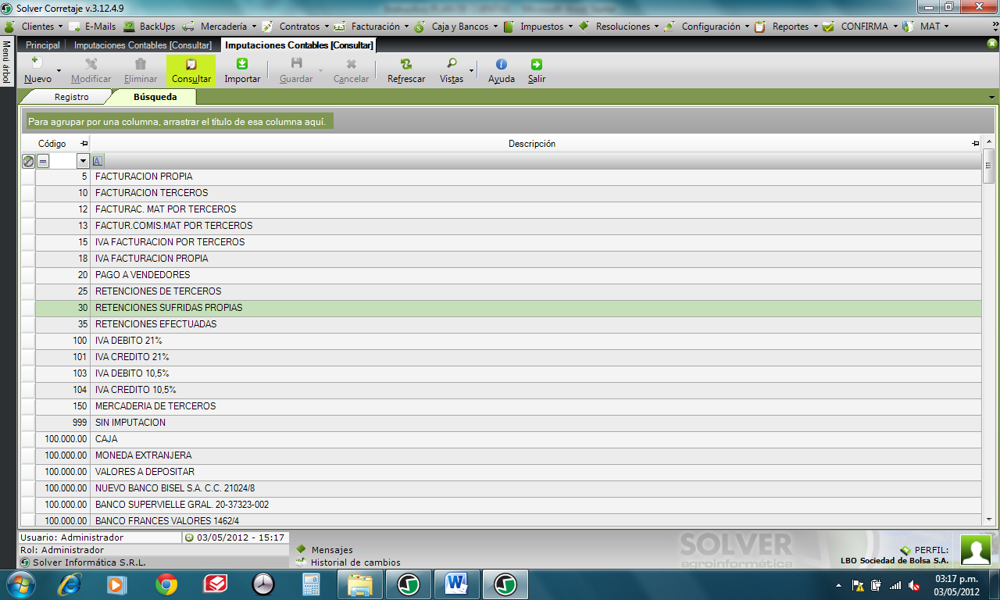 Solver Corretaje v.3.12.4.9
Clientes E-Mails BackUps Mercadería Contratos Facturación Caja y Bancos Impuestos Resoluciones Configuración Reportes CONFIRMA MAT
Menú árbol
Principal Imputaciones Contables [Consultar] Imputaciones Contables [Consultar]
Nuevo Modificar Eliminar Consultar Importar Guardar Cancelar Refrescar Vistas Ayuda Salir
Registro Búsqueda
Para agrupar por una columna, arrastrar el título de esa columna aquí.
Código Descripción
=
A
5 FACTURACION PROPIA
10 FACTURACION TERCEROS
12 FACTURAC. MAT POR TERCEROS
13 FACTUR.COMIS.MAT POR TERCEROS
15 IVA FACTURACION POR TERCEROS
18 IVA FACTURACION PROPIA
20 PAGO A VENDEDORES
25 RETENCIONES DE TERCEROS
30 RETENCIONES SUFRIDAS PROPIAS
35 RETENCIONES EFECTUADAS
100 IVA DEBITO 21%
101 IVA CREDITO 21%
103 IVA DEBITO 10,5%
104 IVA CREDITO 10,5%
150 MERCADERIA DE TERCEROS
999 SIN IMPUTACION
100.000.00 CAJA
100.000.00 MONEDA EXTRANJERA
100.000.00 VALORES A DEPOSITAR
100.000.00 NUEVO BANCO BISEL S.A. C.C. 21024/8
100.000.00 BANCO SUPERVIELLE GRAL. 20-37323-002
100.000.00 BANCO FRANCES VALORES 1462/4
Usuario: Administrador 03/05/2012 - 15:17
Rol: Administrador
Solver Informática S.R.L.
Mensajes
Historial de cambios
SOLVER
agroinformática
PERFIL:
LBO Sociedad de Bolsa S.A.
03:17 p.m.
03/05/2012